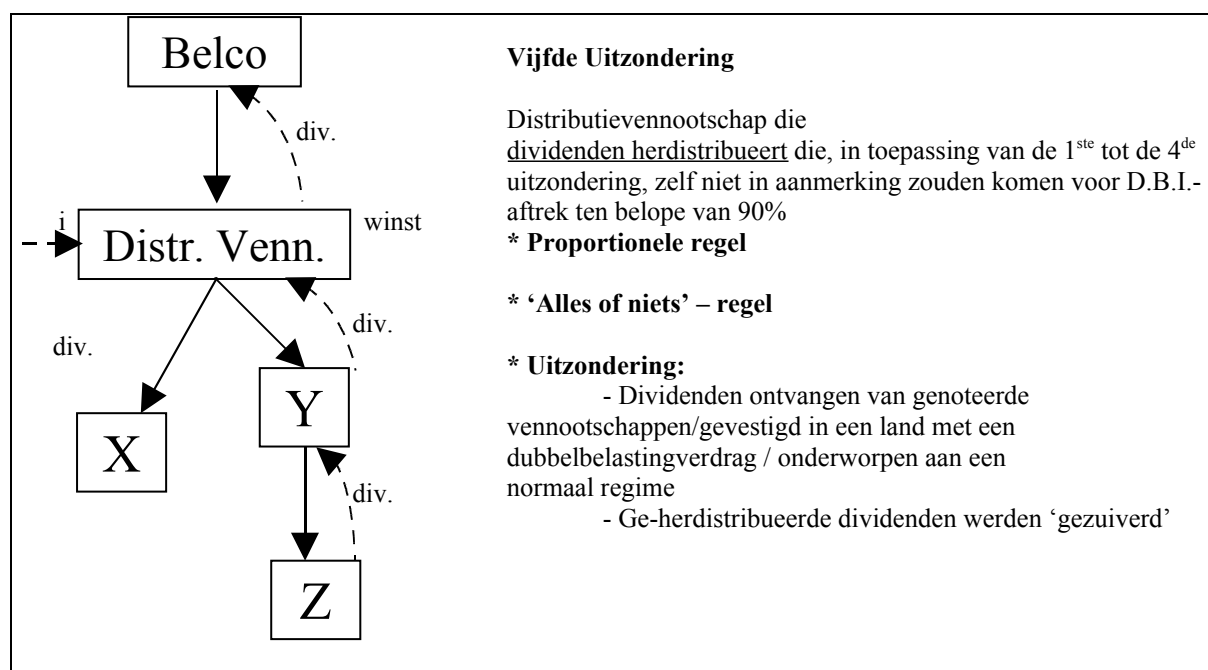 Belco
div.
i
Distr. Venn.
winst
div.
div.
Y
X
div.
Z
Vijfde Uitzondering
Distributievennootschap die
dividenden herdistribueert die, in toepassing van de 1ste tot de 4de
uitzondering, zelf niet in aanmerking zouden komen voor D.B.I.-
aftrek ten belope van 90%
* Proportionele regel
* ‘Alles of niets’ – regel
* Uitzondering:
- Dividenden ontvangen van genoteerde
vennootschappen/gevestigd in een land met een
dubbelbelastingverdrag / onderworpen aan een
normaal regime
- Ge-herdistribueerde dividenden werden ‘gezuiverd’